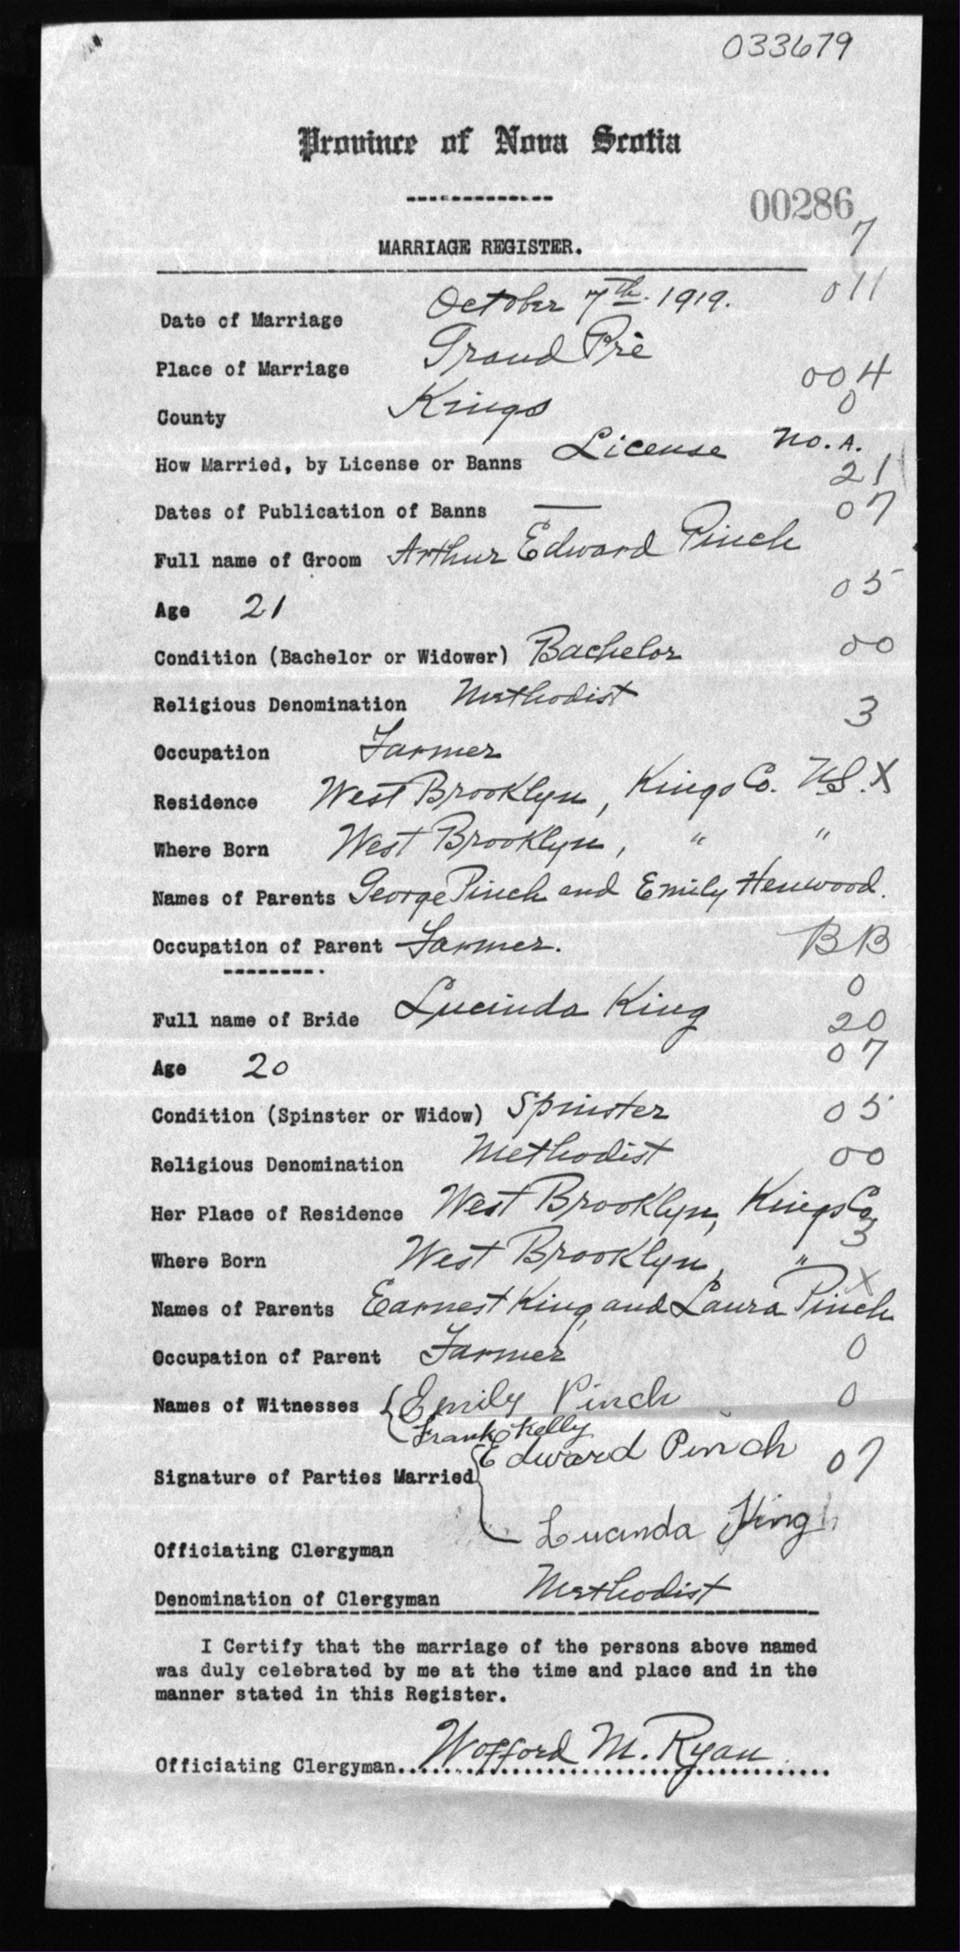 033679
Province of Nova Scotia
00286
7
MARRIAGE REGISTER.
011
Date of Marriage October 7th. 1919.
Place of Marriage Grand Pré
004
County Kings
0
How Married, by License or Banns License No. A.
21
Dates of Publication of Banns —
07
Full name of Groom Arthur Edward Pinch
05
Age 21
Condition (Bachelor or Widower) Bachelor
00
Religious Denomination Methodist
3
Occupation Farmer
Residence West Brooklyn, Kings Co. N.S. X
Where Born West Brooklyn, " "
Names of Parents George Pinch and Emily Henwood.
Occupation of Parent Farmer. BB
0
Full name of Bride Lucinda King
20
07
Age 20
Condition (Spinster or Widow) Spinster 05
Religious Denomination Methodist 00
Her Place of Residence West Brooklyn, Kings Co.
3
Where Born West Brooklyn, "
X
Names of Parents Earnest King, and Laura Pinch
Occupation of Parent Farmer 0
Names of Witnesses Emily Pinch 0
Frank Kelly
Signature of Parties Married Edward Pinch 07
Lucinda King
Officiating Clergyman
Denomination of Clergyman Methodist
I Certify that the marriage of the persons above named
was duly celebrated by me at the time and place and in the
manner stated in this Register.
Officiating Clergyman Wofford M. Ryan